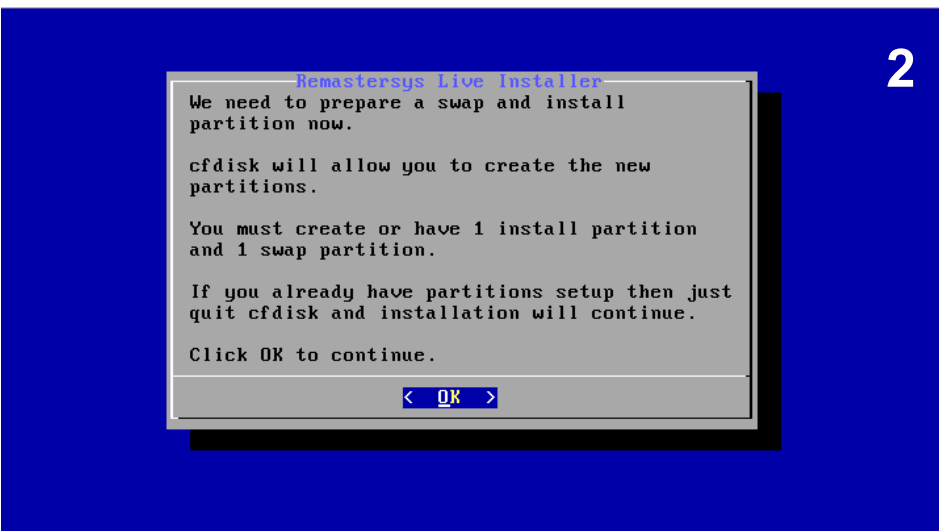 2
Remastersys Live Installer
We need to prepare a swap and install
partition now.
cfdisk will allow you to create the new
partitions.
You must create or have 1 install partition
and 1 swap partition.
If you already have partitions setup then just
quit cfdisk and installation will continue.
Click OK to continue.
< OK >